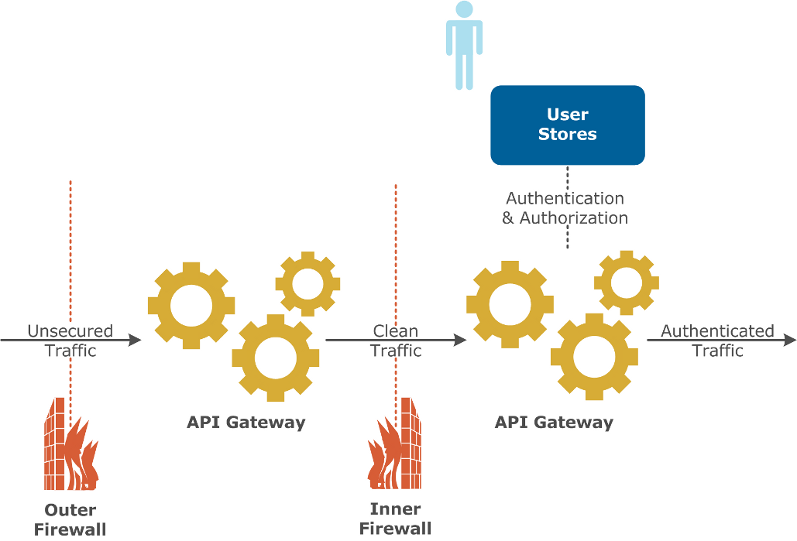 User
Stores
Authentication
& Authorization
Unsecured
Traffic
Clean
Traffic
Authenticated
Traffic
API Gateway
API Gateway
Outer
Firewall
Inner
Firewall